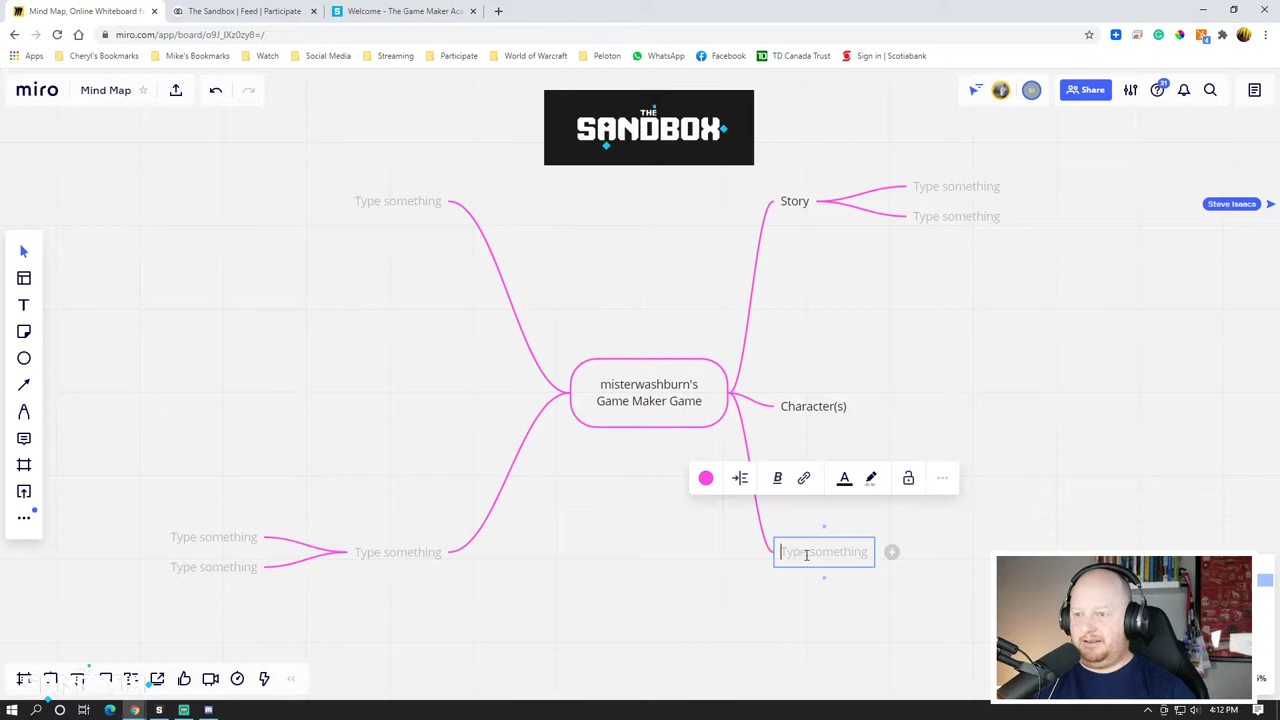 Mind Map, Online Whiteboard for
The Sandbox | Feed | Participate
Welcome - The Game Maker Aca
miro.com/app/board/o9J_lXz0zy8=/
Apps
Cheryl's Bookmarks
Mike's Bookmarks
Watch
Social Media
Streaming
Participate
World of Warcraft
Peloton
WhatsApp
Facebook
TD Canada Trust
Sign in | Scotiabank
miro
Mind Map
Share
31
THE
SANDBOX
Type something
Story
Type something
Type something
Steve Isaacs
misterwashburn's
Game Maker Game
Character(s)
B
A
Type something
Type something
Type something
Type something
4:12 PM